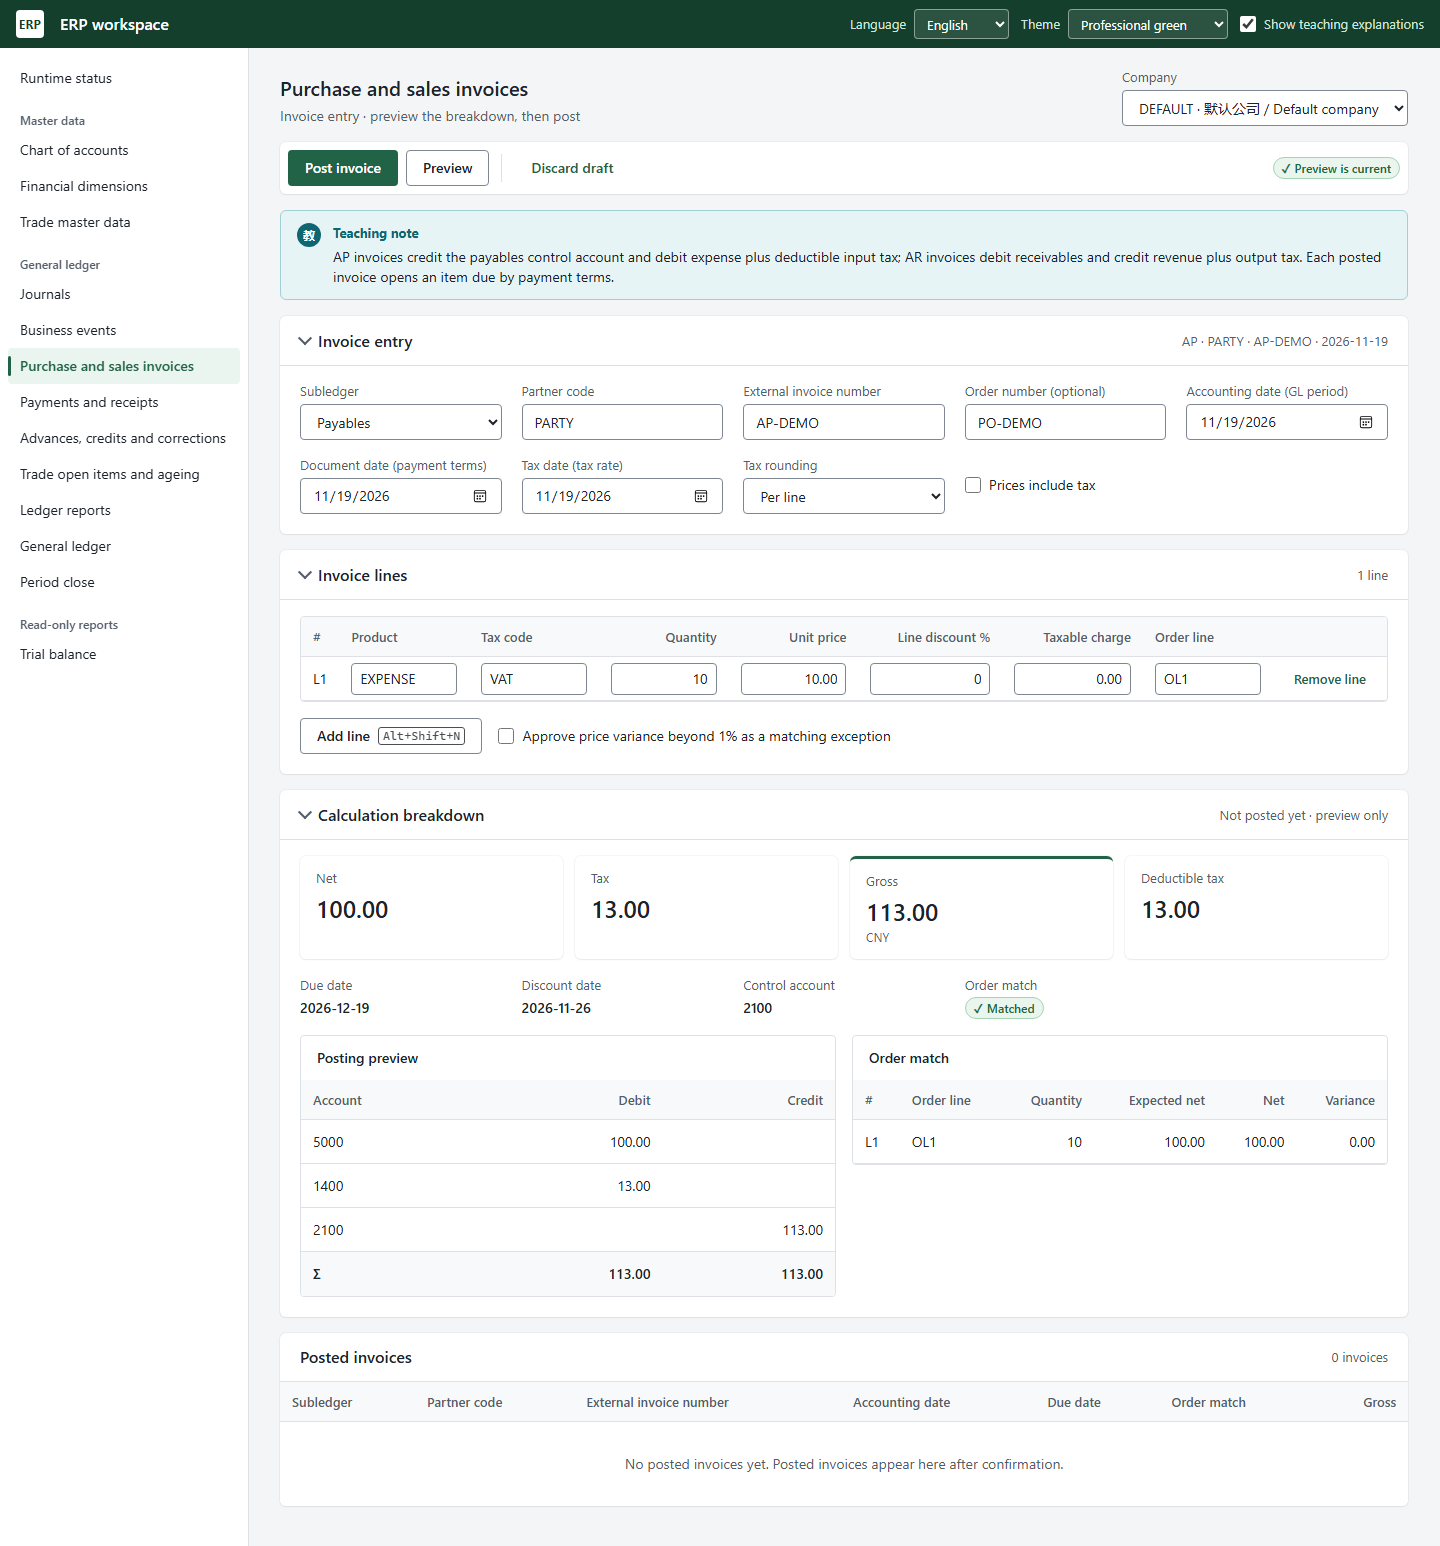 ERP ERP workspace Language English Theme Professional green Show teaching explanations
Runtime status
Master data
Chart of accounts
Financial dimensions
Trade master data
General ledger
Journals
Business events
Purchase and sales invoices
Payments and receipts
Advances, credits and corrections
Trade open items and ageing
Ledger reports
General ledger
Period close
Read-only reports
Trial balance
Purchase and sales invoices
Invoice entry · preview the breakdown, then post
Company
DEFAULT · 默认公司 / Default company
Post invoice Preview Discard draft ✓ Preview is current
教 Teaching note
AP invoices credit the payables control account and debit expense plus deductible input tax; AR invoices debit receivables and credit revenue plus output tax. Each posted
invoice opens an item due by payment terms.
Invoice entry AP · PARTY · AP-DEMO · 2026-11-19
Subledger Partner code External invoice number Order number (optional) Accounting date (GL period)
Payables PARTY AP-DEMO PO-DEMO 11/19/2026
Document date (payment terms) Tax date (tax rate) Tax rounding
11/19/2026 11/19/2026 Per line Prices include tax
Invoice lines 1 line
# Product Tax code Quantity Unit price Line discount % Taxable charge Order line
L1 EXPENSE VAT 10 10.00 0 0.00 OL1 Remove line
Add line Alt+Shift+N Approve price variance beyond 1% as a matching exception
Calculation breakdown Not posted yet · preview only
Net Tax Gross Deductible tax
100.00 13.00 113.00 13.00
CNY
Due date Discount date Control account Order match
2026-12-19 2026-11-26 2100 ✓ Matched
Posting preview
Account Debit Credit
5000 100.00
1400 13.00
2100 113.00
Σ 113.00 113.00
Order match
# Order line Quantity Expected net Net Variance
L1 OL1 10 100.00 100.00 0.00
Posted invoices 0 invoices
Subledger Partner code External invoice number Accounting date Due date Order match Gross
No posted invoices yet. Posted invoices appear here after confirmation.